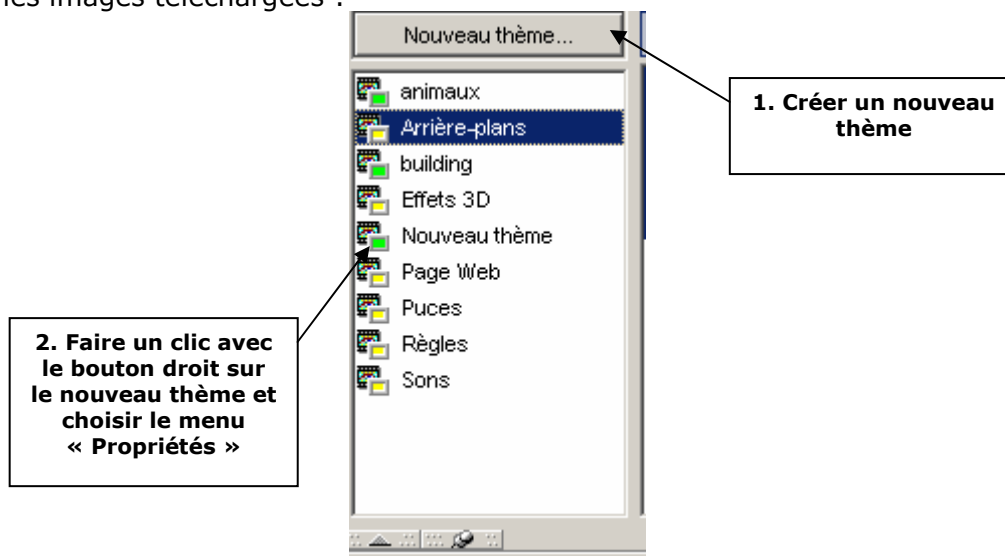 les images téléchargées :
Nouveau thème...
1. Créer un nouveau
thème
animaux
Arrière-plans
building
Effets 3D
Nouveau thème
Page Web
Puces
Règles
Sons
2. Faire un clic avec
le bouton droit sur
le nouveau thème et
choisir le menu
« Propriétés »